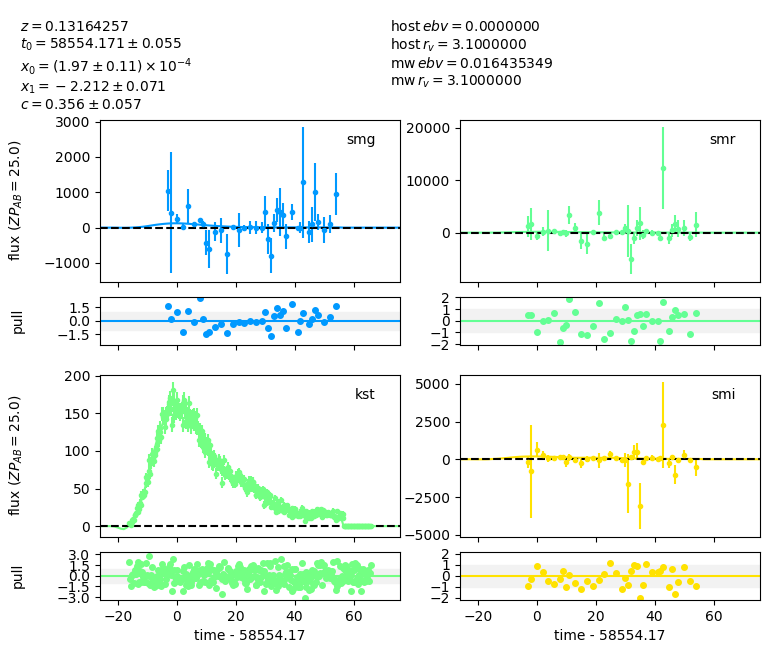 z = 0.13164257
t₀ = 58554.171 ± 0.055
x₀ = (1.97 ± 0.11) × 10⁻⁴
x₁ = −2.212 ± 0.071
c = 0.356 ± 0.057
host ebv = 0.0000000
host r_v = 3.1000000
mw ebv = 0.016435349
mw r_v = 3.1000000
flux (ZP_AB = 25.0)
3000
2000
1000
0
−1000
smg
20000
10000
0
smr
pull
1.5
0.0
−1.5
2
1
0
−1
−2
flux (ZP_AB = 25.0)
200
150
100
50
0
kst
5000
2500
0
−2500
−5000
smi
pull
3.0
1.5
0.0
−1.5
−3.0
2
1
0
−1
−2
−20 0 20 40 60
−20 0 20 40 60
time - 58554.17
time - 58554.17